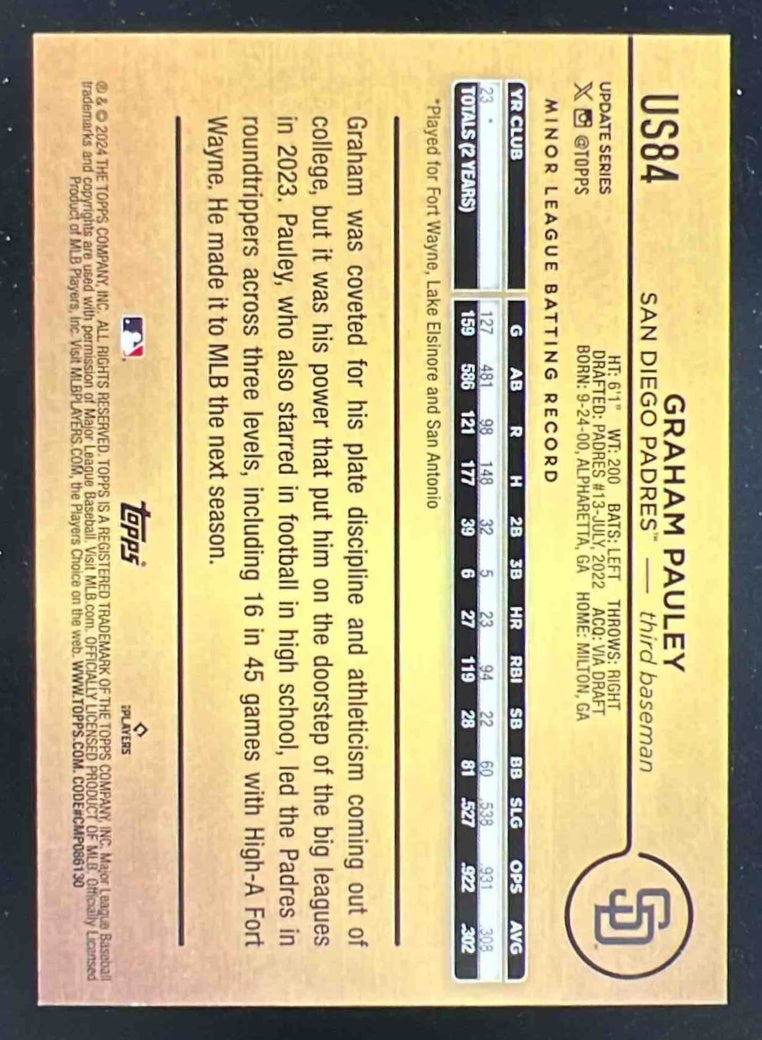 US84
UPDATE SERIES
X @TOPPS
GRAHAM PAULEY
SAN DIEGO PADRES™ — third baseman
HT: 6'1" WT: 200 BATS: LEFT THROWS: RIGHT
DRAFTED: PADRES #13-JULY, 2022 ACQ: VIA DRAFT
BORN: 9-24-00, ALPHARETTA, GA HOME: MILTON, GA
SD
MINOR LEAGUE BATTING RECORD
YR CLUB G AB R H 2B 3B HR RBI SB BB SLG OPS AVG
23 * 127 481 98 148 32 5 23 94 22 60 .538 .931 .308
TOTALS (2 YEARS) 159 586 121 177 39 6 27 119 28 81 .527 .922 .302
*Played for Fort Wayne, Lake Elsinore and San Antonio
Graham was coveted for his plate discipline and athleticism coming out of
college, but it was his power that put him on the doorstep of the big leagues
in 2023. Pauley, who also starred in football in high school, led the Padres in
roundtrippers across three levels, including 16 in 45 games with High-A Fort
Wayne. He made it to MLB the next season.
Topps®
PLAYERS
® & © 2024 THE TOPPS COMPANY, INC. ALL RIGHTS RESERVED. TOPPS IS A REGISTERED TRADEMARK OF THE TOPPS COMPANY, INC. Major League Baseball
trademarks and copyrights are used with permission of Major League Baseball. Visit MLB.com. OFFICIALLY LICENSED PRODUCT OF MLB. Officially Licensed
Product of MLB Players, Inc. Visit MLBPLAYERS.COM, the Players Choice on the web. WWW.TOPPS.COM. CODE#CMP086130